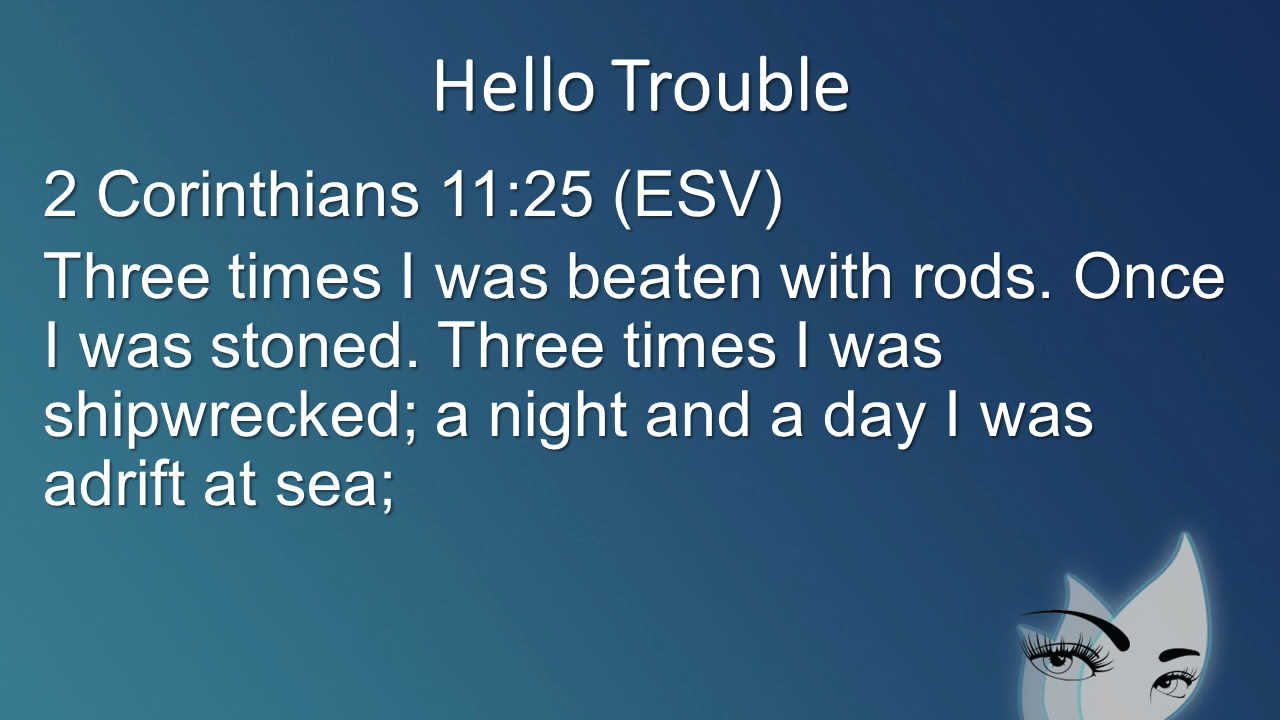 Hello Trouble
2 Corinthians 11:25 (ESV)
Three times I was beaten with rods. Once
I was stoned. Three times I was
shipwrecked; a night and a day I was
adrift at sea;